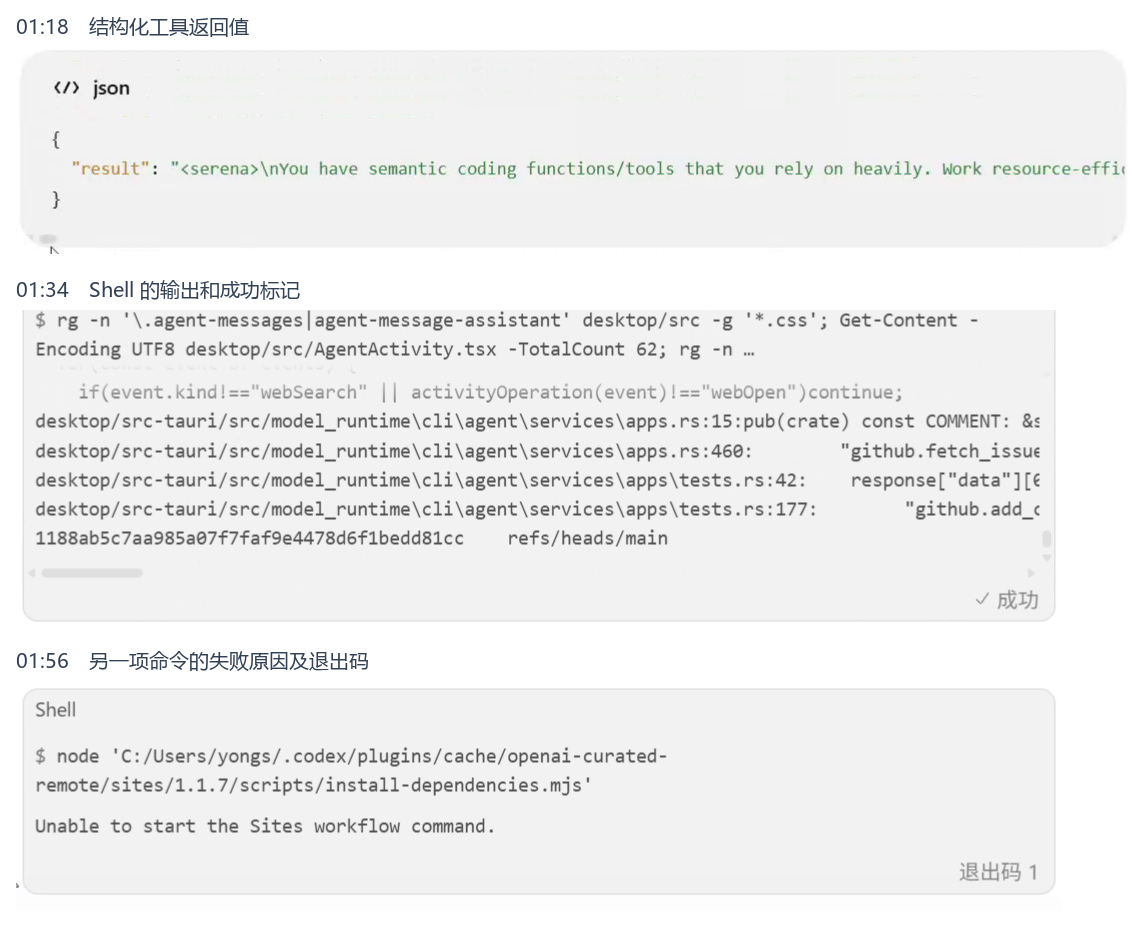 01:18 结构化工具返回值
</> json
{
"result": "<serena>\nYou have semantic coding functions/tools that you rely on heavily. Work resource-effic
}
01:34 Shell 的输出和成功标记
$ rg -n '\.agent-messages|agent-message-assistant' desktop/src -g '*.css'; Get-Content -
Encoding UTF8 desktop/src/AgentActivity.tsx -TotalCount 62; rg -n …
if(event.kind!=="webSearch" || activityOperation(event)!=="webOpen")continue;
desktop/src-tauri/src/model_runtime\cli\agent\services\apps.rs:15:pub(crate) const COMMENT: &s
desktop/src-tauri/src/model_runtime\cli\agent\services\apps.rs:460: "github.fetch_issue
desktop/src-tauri/src/model_runtime\cli\agent\services\apps\tests.rs:42: response["data"][
desktop/src-tauri/src/model_runtime\cli\agent\services\apps\tests.rs:177: "github.add_c
1188ab5c7aa985a07f7faf9e4478d6f1bedd81cc refs/heads/main
✓ 成功
01:56 另一项命令的失败原因及退出码
Shell
$ node 'C:/Users/yongs/.codex/plugins/cache/openai-curated-
remote/sites/1.1.7/scripts/install-dependencies.mjs'
Unable to start the Sites workflow command.
退出码 1